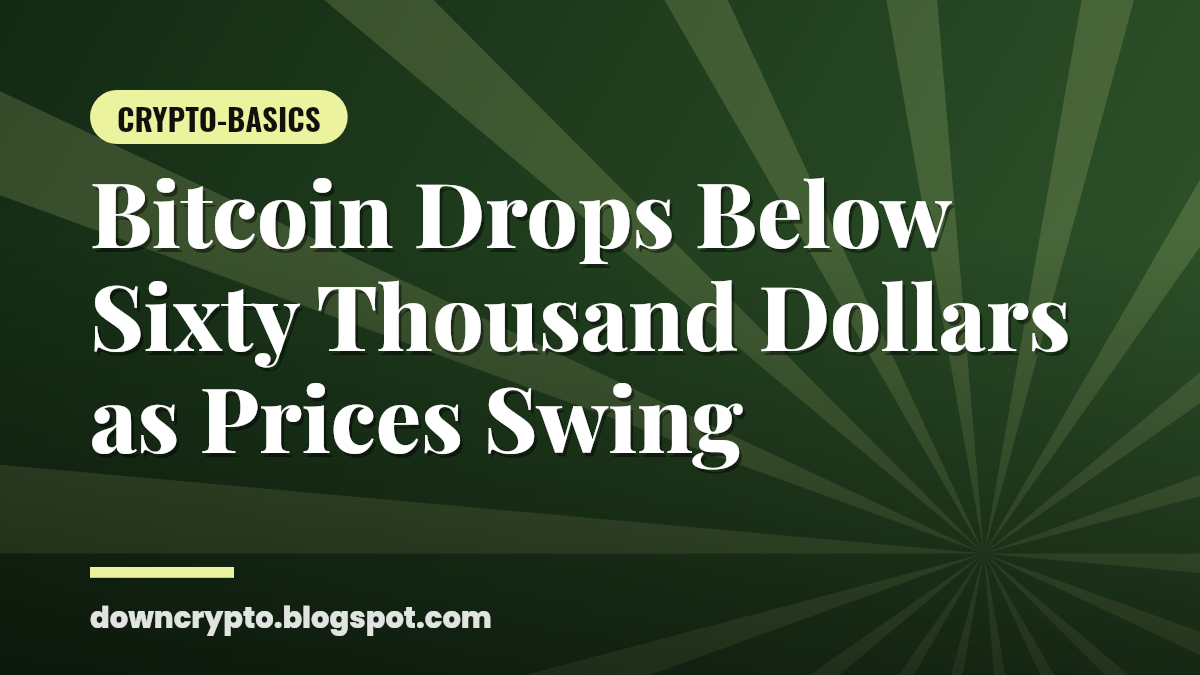 CRYPTO-BASICS
Bitcoin Drops Below
Sixty Thousand Dollars
as Prices Swing
downcrypto.blogspot.com